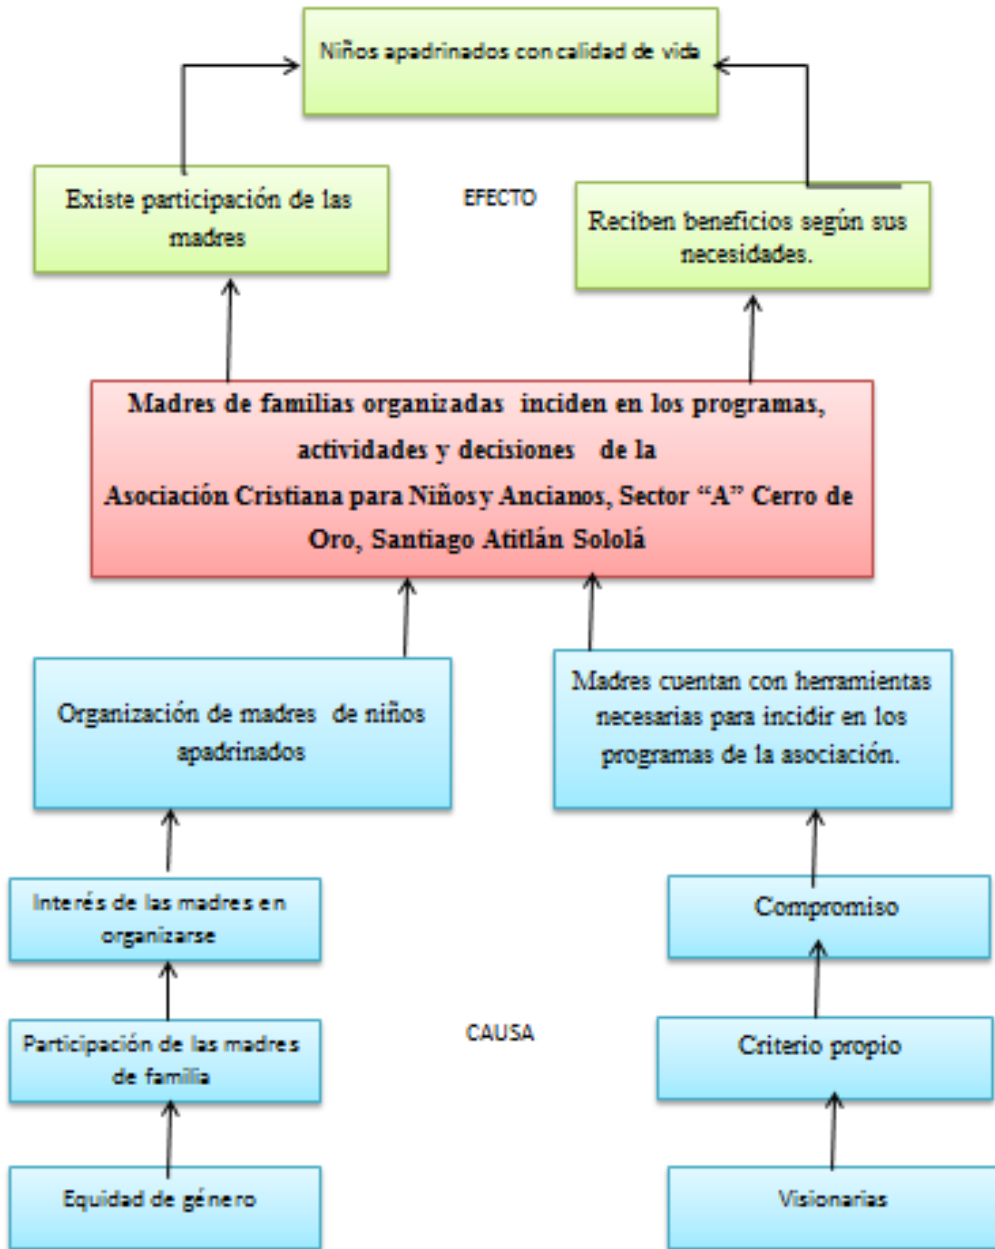 Niños apadrinados con calidad de vida
Existe participación de las
madres
EFECTO
Reciben beneficios según sus
necesidades.
Madres de familias organizadas inciden en los programas,
actividades y decisiones de la
Asociación Cristiana para Niños y Ancianos, Sector “A” Cerro de
Oro, Santiago Atitlán Sololá
Organización de madres de niños
apadrinados
Madres cuentan con herramientas
necesarias para incidir en los
programas de la asociación.
Interés de las madres en
organizarse
Compromiso
Participación de las madres
de familia
CAUSA
Criterio propio
Equidad de género
Visionarias